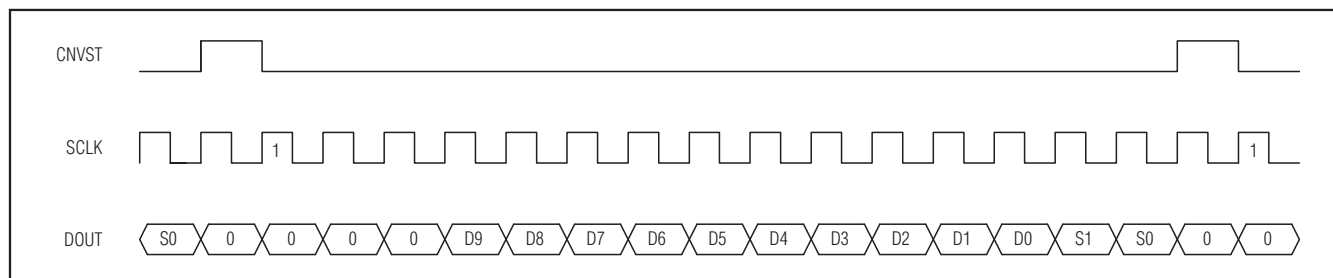 CNVST
SCLK 1 1
DOUT S0 0 0 0 0 D9 D8 D7 D6 D5 D4 D3 D2 D1 D0 S1 S0 0 0